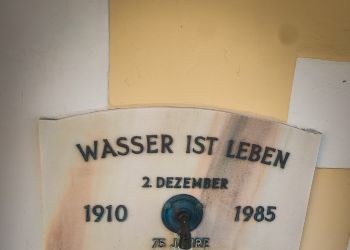 WASSER IST LEBEN
2. DEZEMBER
1910 1985
75 JAHRE